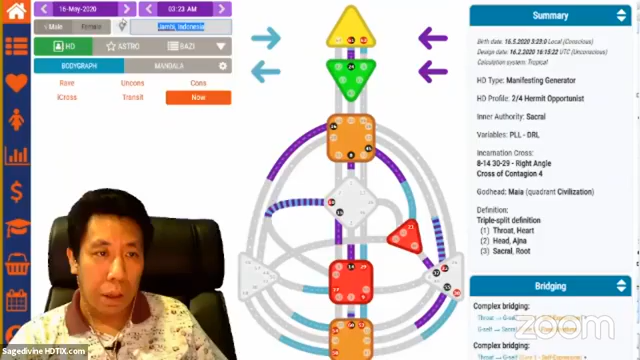 16-May-2020
03:23 AM
Male
Female
Jambi, Indonesia
HD
ASTRO
BAZI
BODYGRAPH
MANDALA
Rave
Uncons
Cons
iCross
Transit
Now
Summary
Birth date: 16.5.2020 3:23:0 Local (Conscious)
Design date: 16.2.2020 16:15:22 UTC (Unconscious)
Calculation system: Tropical
HD Type: Manifesting Generator
HD Profile: 2/4 Hermit Opportunist
Inner Authority: Sacral
Variables: PLL - DRL
Incarnation Cross:
8-14 30-29 - Right Angle
Cross of Contagion 4
Godhead: Maia (quadrant Civilization)
Definition:
Triple-split definition
(1) Throat, Heart
(2) Head, Ajna
(3) Sacral, Root
Bridging
Complex bridging:
zoom
Complex bridging:
Sagedivine HDTIX.com